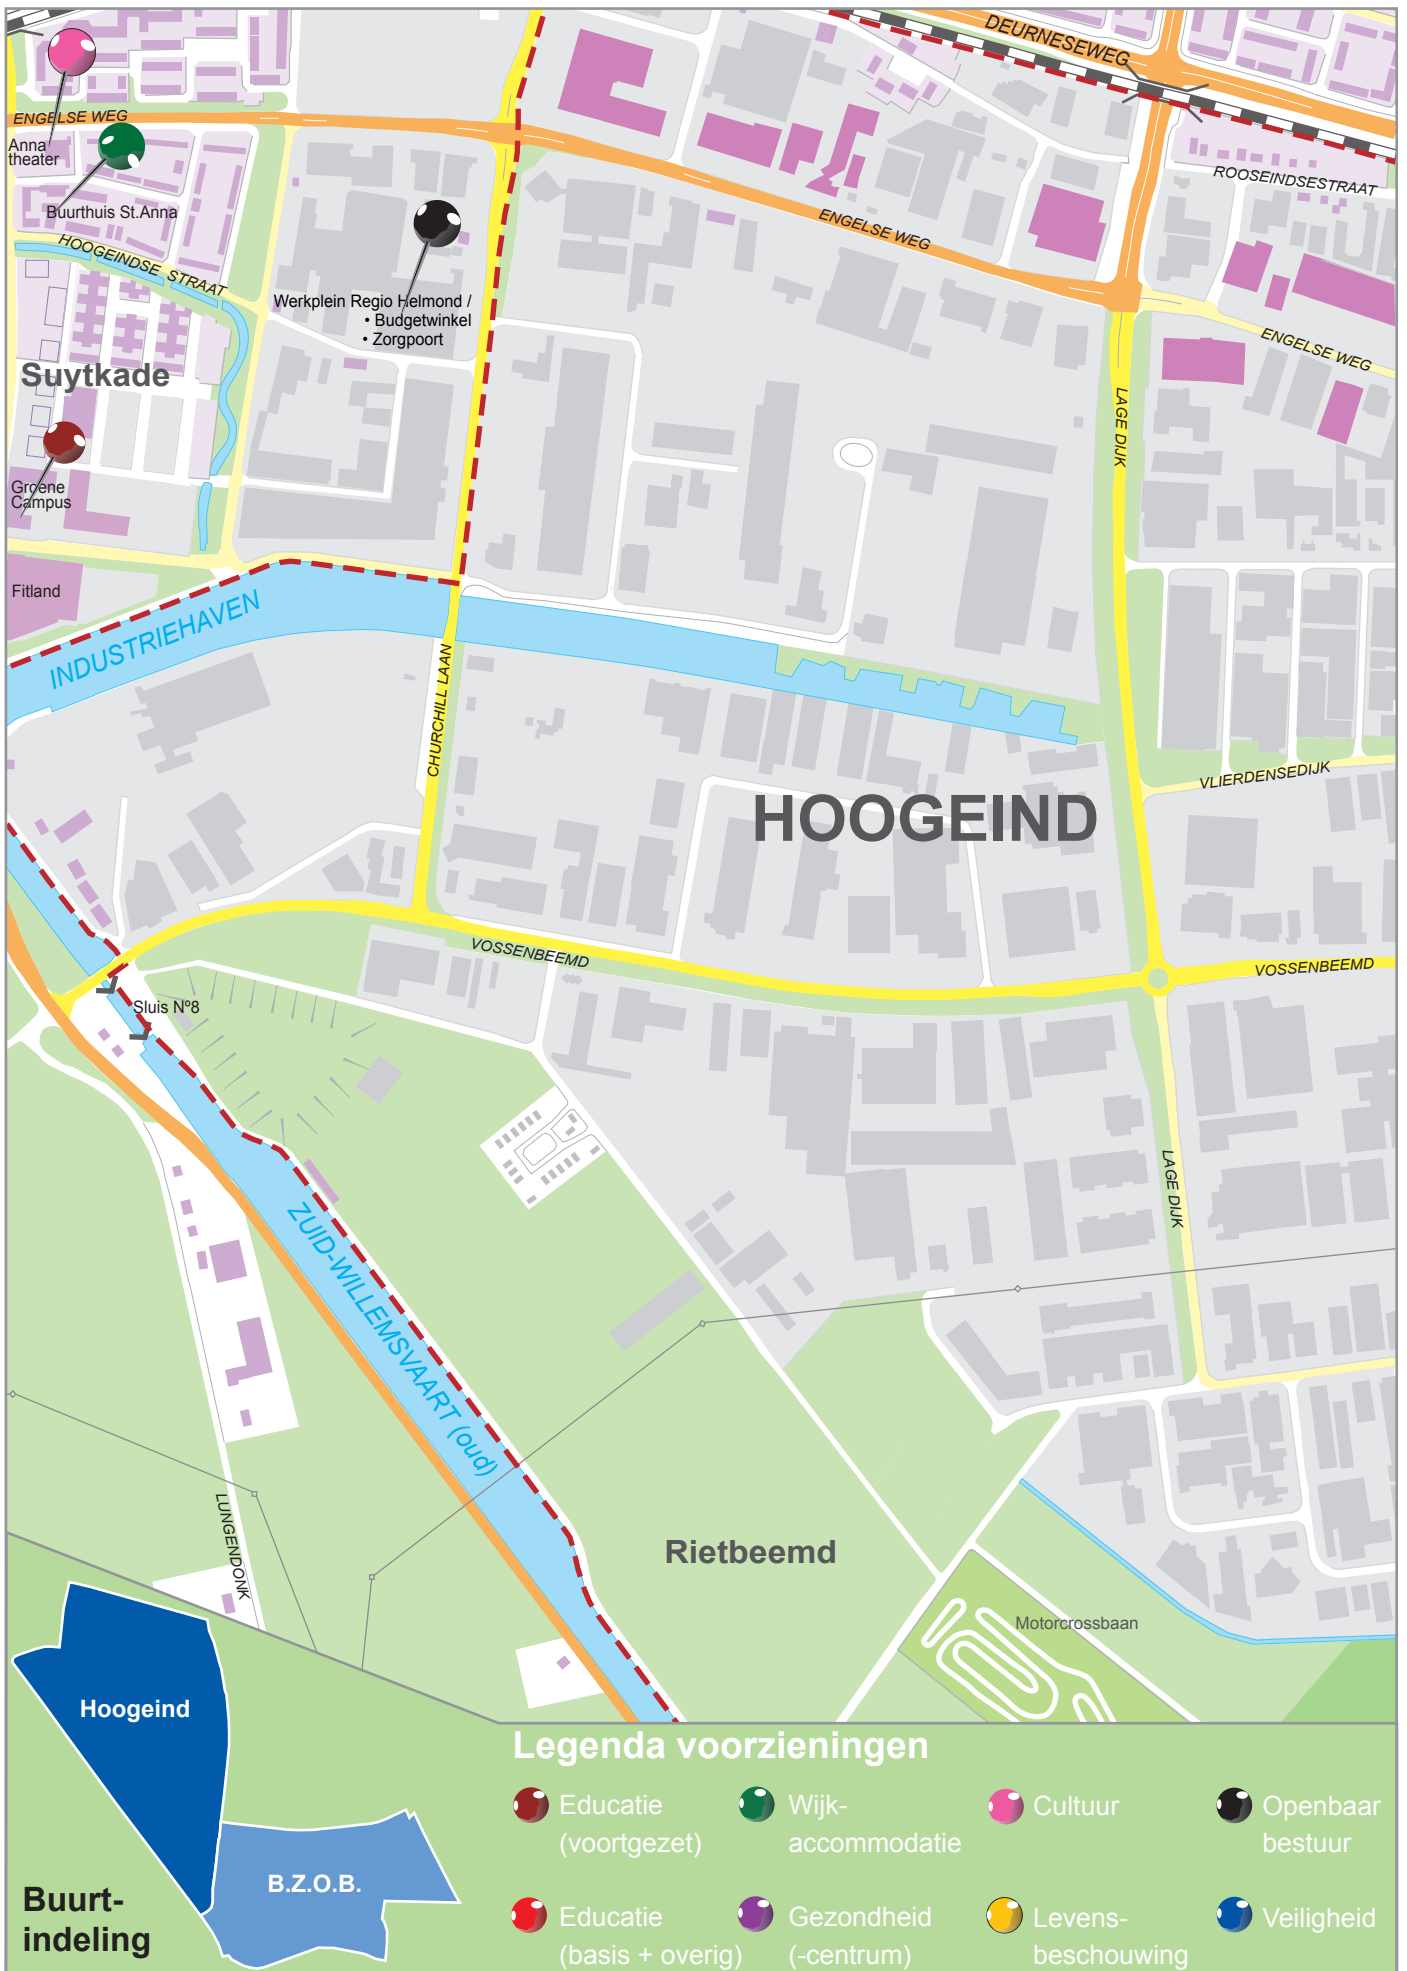 DEURNESEWEG
ENGELSE WEG
Anna
theater
ROOSEINDSESTRAAT
Buurthuis St.Anna
ENGELSE WEG
HOOGEINDSE STRAAT
Werkplein Regio Helmond /
• Budgetwinkel
• Zorgpoort
ENGELSE WEG
Suytkade
LAGE DIJK
Groene
Campus
Fitland
INDUSTRIEHAVEN
CHURCHILL LAAN
VLIERDENSEDIJK
HOOGEIND
VOSSENBEEMD
VOSSENBEEMD
Sluis Nº8
LAGE DIJK
ZUID-WILLEMSVAART (oud)
LUNGENDONK
Rietbeemd
Motorcrossbaan
Hoogeind
B.Z.O.B.
Buurt-
indeling
Legenda voorzieningen
Educatie
(voortgezet)
Wijk-
accommodatie
Cultuur
Openbaar
bestuur
Educatie
(basis + overig)
Gezondheid
(-centrum)
Levens-
beschouwing
Veiligheid